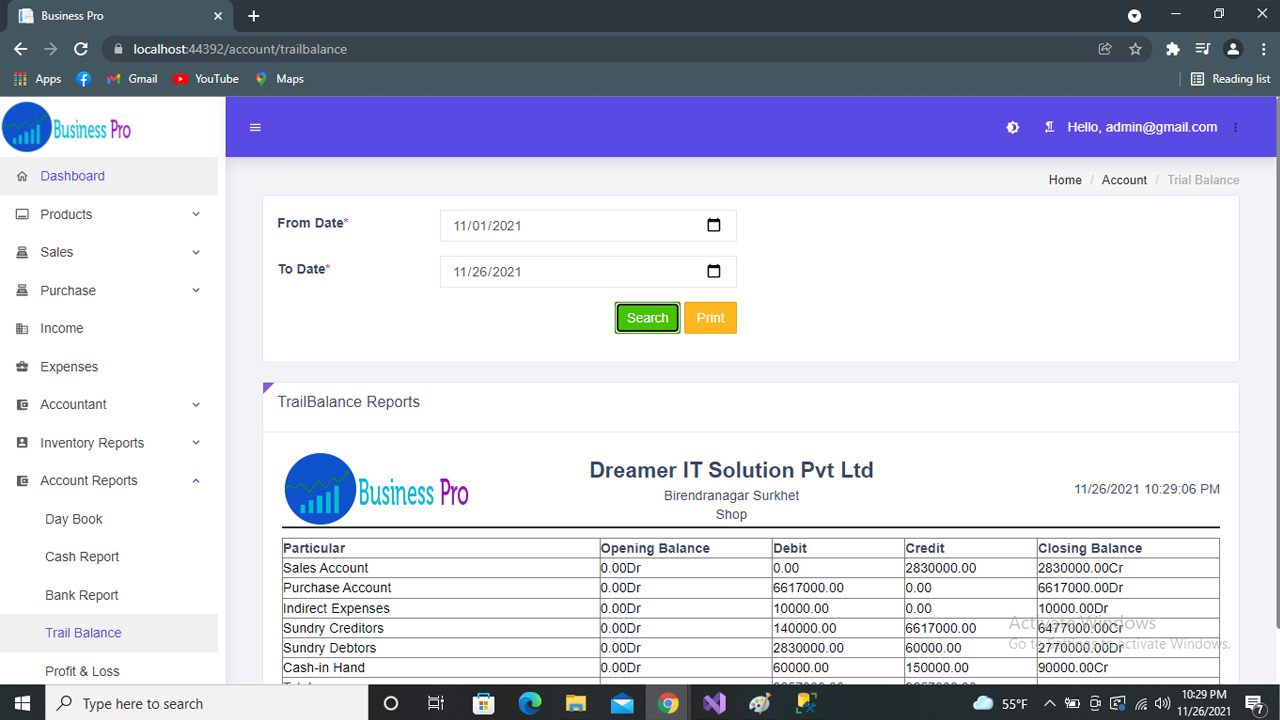 Business Pro
localhost:44392/account/trailbalance
Apps Gmail YouTube Maps Reading list
Business Pro
Hello, admin@gmail.com
Home / Account / Trial Balance
Dashboard
Products
Sales
Purchase
Income
Expenses
Accountant
Inventory Reports
Account Reports
Day Book
Cash Report
Bank Report
Trail Balance
Profit & Loss
From Date*
11/01/2021
To Date*
11/26/2021
Search Print
TrailBalance Reports
Business Pro
Dreamer IT Solution Pvt Ltd
Birendranagar Surkhet
Shop
11/26/2021 10:29:06 PM
Particular Opening Balance Debit Credit Closing Balance
Sales Account 0.00Dr 0.00 2830000.00 2830000.00Cr
Purchase Account 0.00Dr 6617000.00 0.00 6617000.00Dr
Indirect Expenses 0.00Dr 10000.00 0.00 10000.00Dr
Sundry Creditors 0.00Dr 140000.00 6617000.00 6477000.00Cr
Sundry Debtors 0.00Dr 2830000.00 60000.00 2770000.00Dr
Cash-in Hand 0.00Dr 60000.00 150000.00 90000.00Cr
Activate Windows
Go to Settings to activate Windows.
Type here to search
55°F
10:29 PM
11/26/2021
7